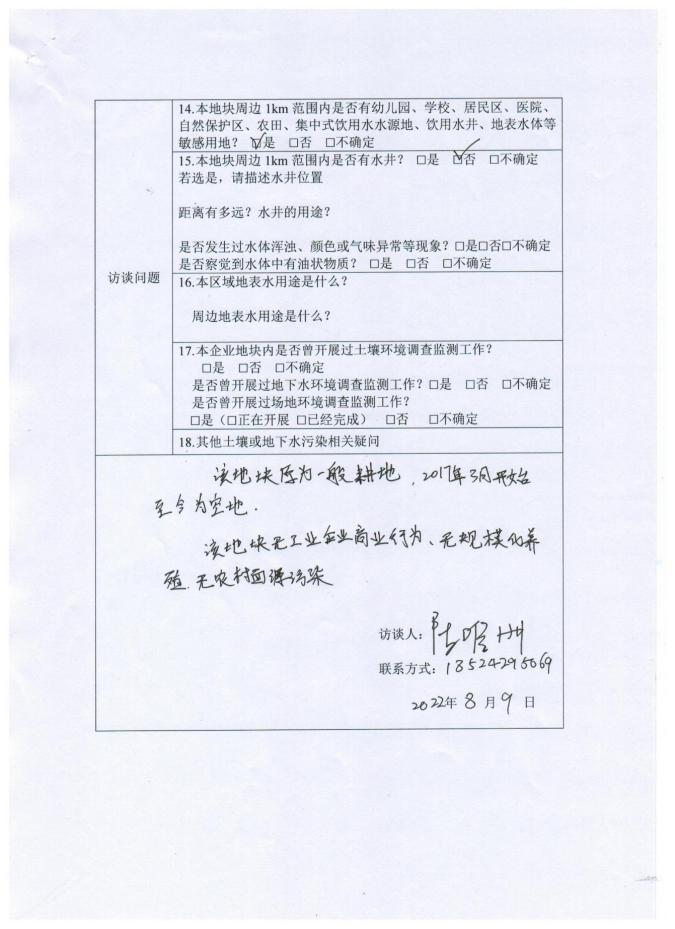 14.本地块周边 1km 范围内是否有幼儿园、学校、居民区、医院、
自然保护区、农田、集中式饮用水水源地、饮用水井、地表水体等
敏感用地？ ☑是 □否 □不确定
15.本地块周边 1km 范围内是否有水井？ □是 ☑否 □不确定
若选是，请描述水井位置
距离有多远？水井的用途？
是否发生过水体浑浊、颜色或气味异常等现象？□是□否□不确定
是否察觉到水体中有油状物质？ □是 □否 □不确定
访谈问题
16.本区域地表水用途是什么？
周边地表水用途是什么？
17.本企业地块内是否曾开展过土壤环境调查监测工作？
□是 □否 □不确定
是否曾开展过地下水环境调查监测工作？□是 □否 □不确定
是否曾开展过场地环境调查监测工作？
□是（□正在开展 □已经完成） □否 □不确定
18.其他土壤或地下水污染相关疑问
该地块原为一般耕地，2017年3月开始
至今为空地.
该地块无工业企业商业行为、无规模的养
殖.无农村面源污染
访谈人：
联系方式：18524295069
2022年 8 月 9 日